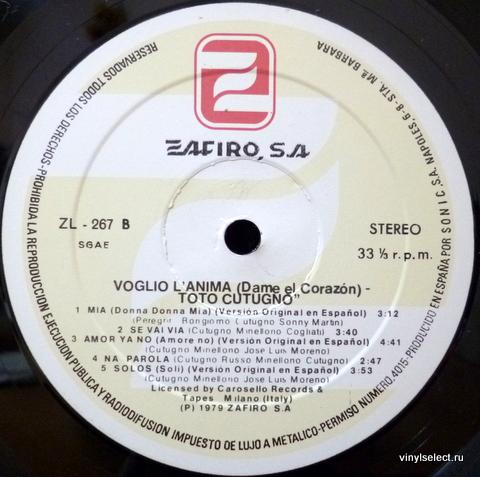 ZAFIRO, S.A
ZL - 267 B
SGAE
STEREO
33 ⅓ r.p.m.
VOGLIO L'ANIMA (Dame el Corazón) -
TOTO CUTUGNO"
1 MIA (Donna Donna Mia) (Versión Original en Español) 3:12
(Peregrin Bongiorno Cutugno Sonny Martin)
2 SE VAI VIA (Cutugno Minellono Cogliati) 3:40
3 AMOR YA NO (Amore no) (Versión Original en Español) 4:41
(Cutugno Minellono José Luis Moreno)
4 NA PAROLA (Cutugno Russo Minellono Cutugno) 2:47
5 SOLOS (Soli) (Versión Original en Español) 3:53
(Cutugno Minellono José Luis Moreno)
Licensed by Carosello Records &
Tapes. Milano (Italy)
(P) 1979 ZAFIRO S.A
RESERVADOS TODOS LOS DERECHOS-PROHIBIDA LA REPRODUCCION EJECUCION PUBLICA Y RADIODIFUSION IMPUESTO DE LUJO A METALICO-PERMISO NUMERO.4015 PRODUCIDO EN ESPAÑA POR SONIC S.A. NAPOLES, 6-8-STA. Mª BARBARA
vinylselect.ru